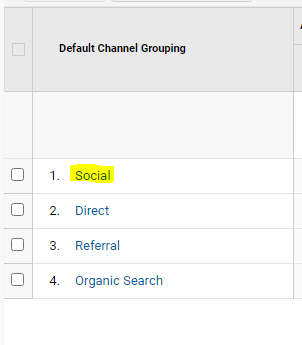 Default Channel Grouping
1. Social
2. Direct
3. Referral
4. Organic Search